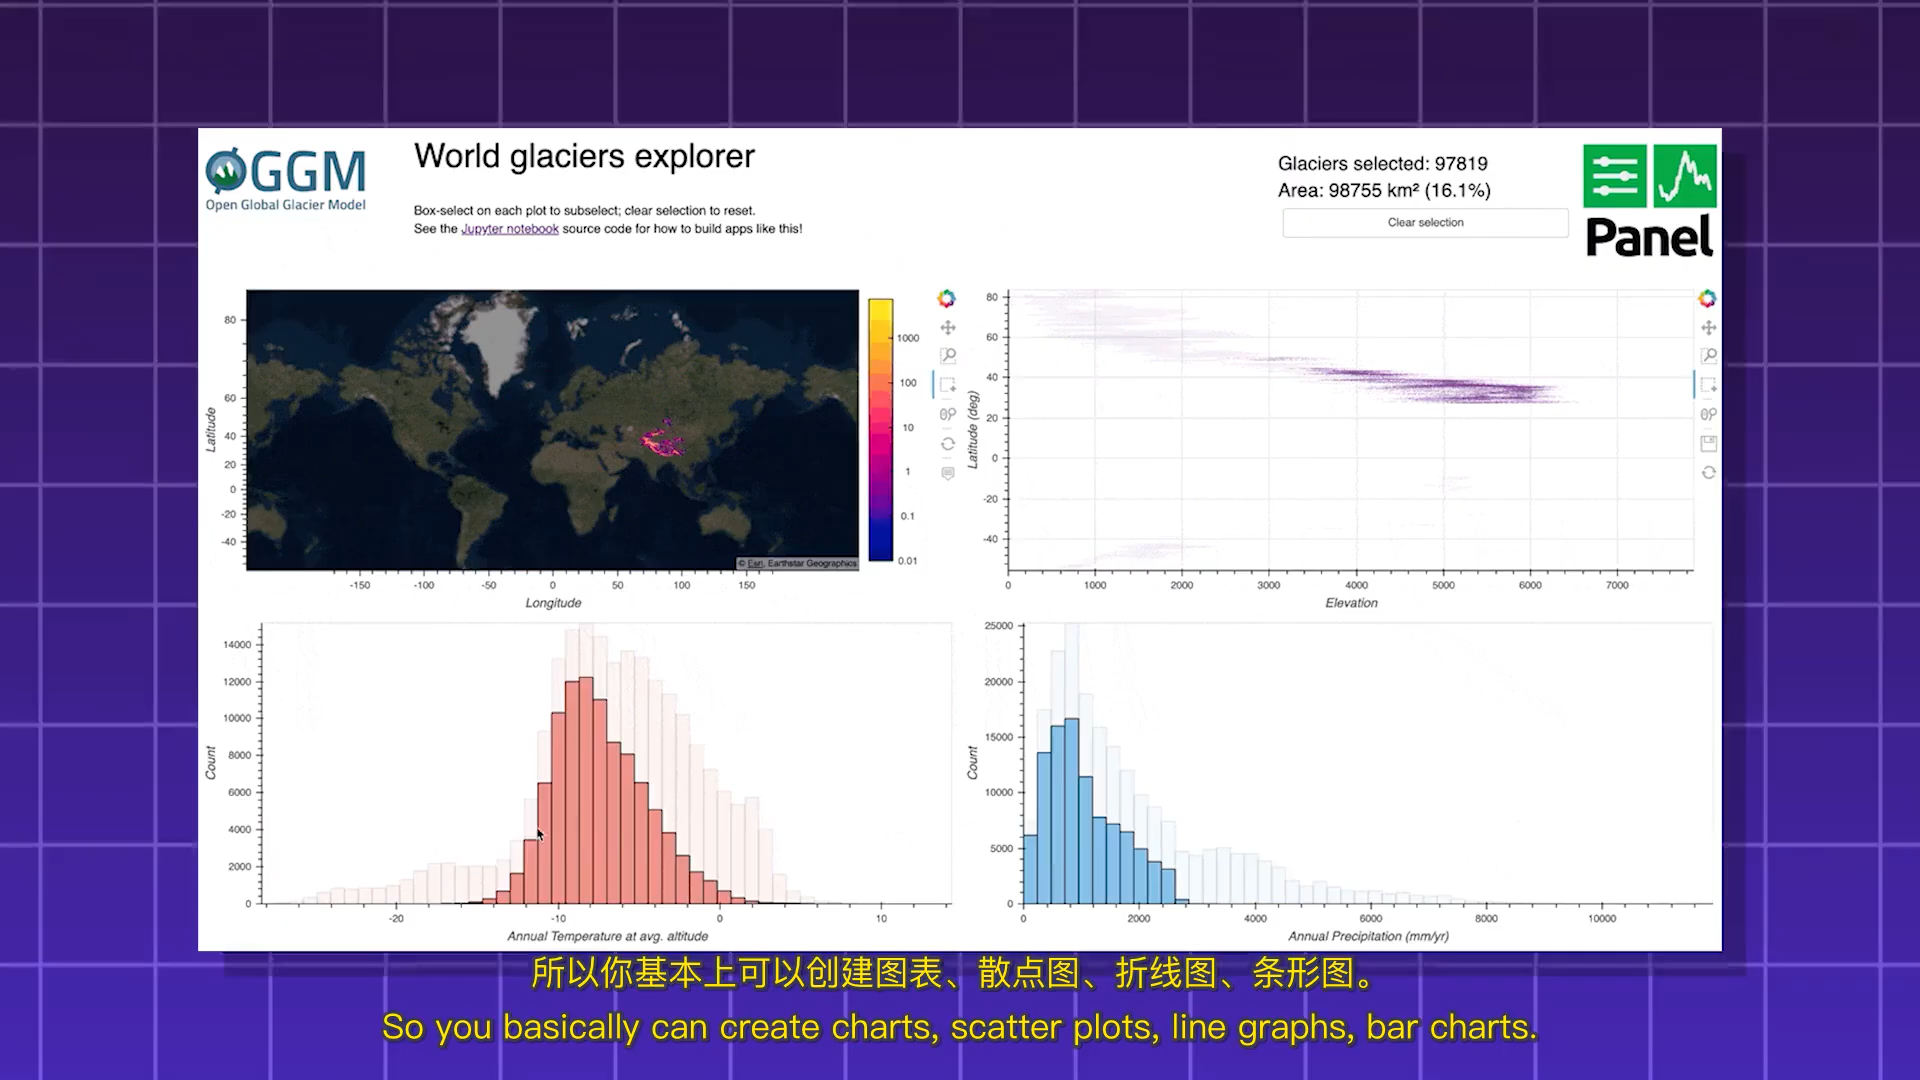 OGGM
Open Global Glacier Model
World glaciers explorer
Box-select on each plot to subselect; clear selection to reset.
See the Jupyter notebook source code for how to build apps like this!
Glaciers selected: 97819
Area: 98755 km² (16.1%)
Clear selection
Panel
80
60
40
20
0
-20
-40
Latitude
-150
-100
-50
0
50
100
150
Longitude
© Esri, Earthstar Geographics
1000
100
10
1
0.1
0.01
80
60
40
20
0
-20
-40
Latitude (deg)
0
1000
2000
3000
4000
5000
6000
7000
Elevation
14000
12000
10000
8000
6000
4000
2000
0
Count
-20
-10
0
10
Annual Temperature at avg. altitude
25000
20000
15000
10000
5000
0
Count
0
2000
4000
6000
8000
10000
Annual Precipitation (mm/yr)
所以你基本上可以创建图表、散点图、折线图、条形图。
So you basically can create charts, scatter plots, line graphs, bar charts.